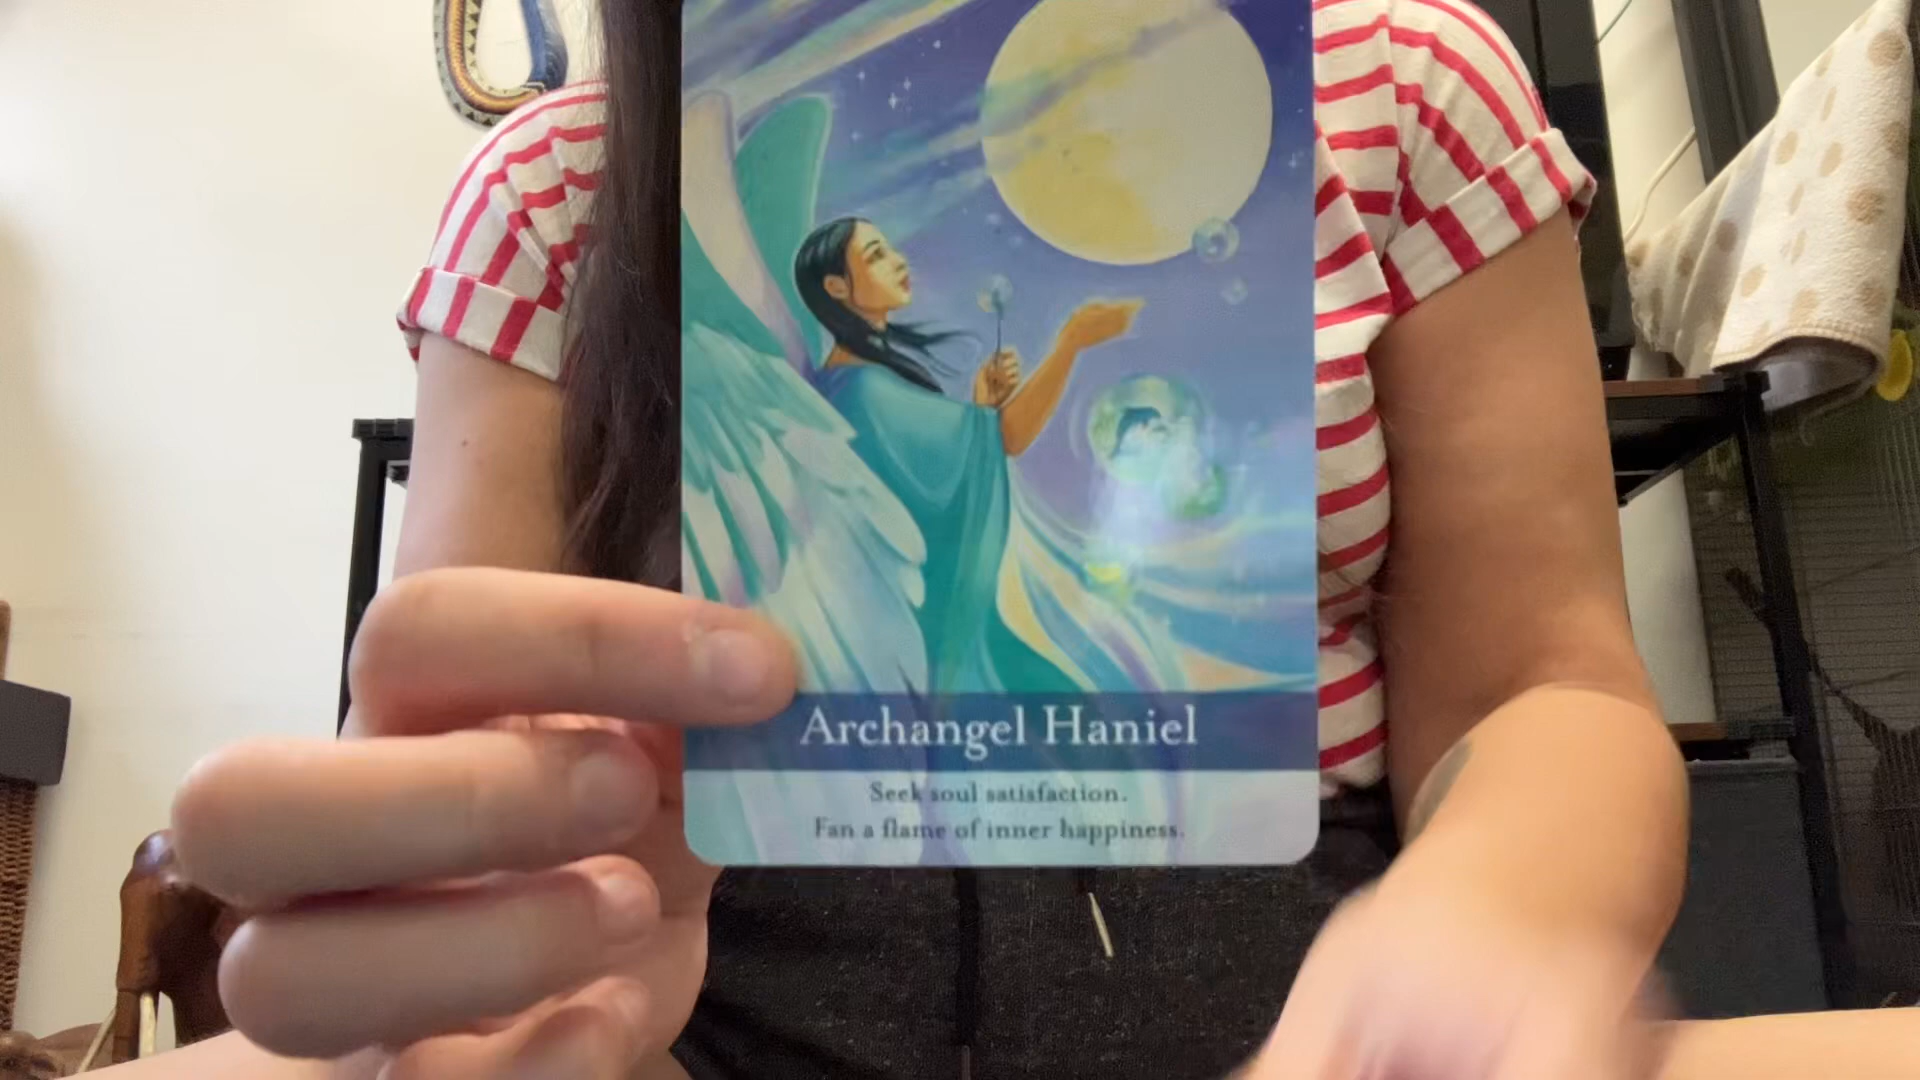 Archangel Haniel
Seek soul satisfaction.
Fan a flame of inner happiness.